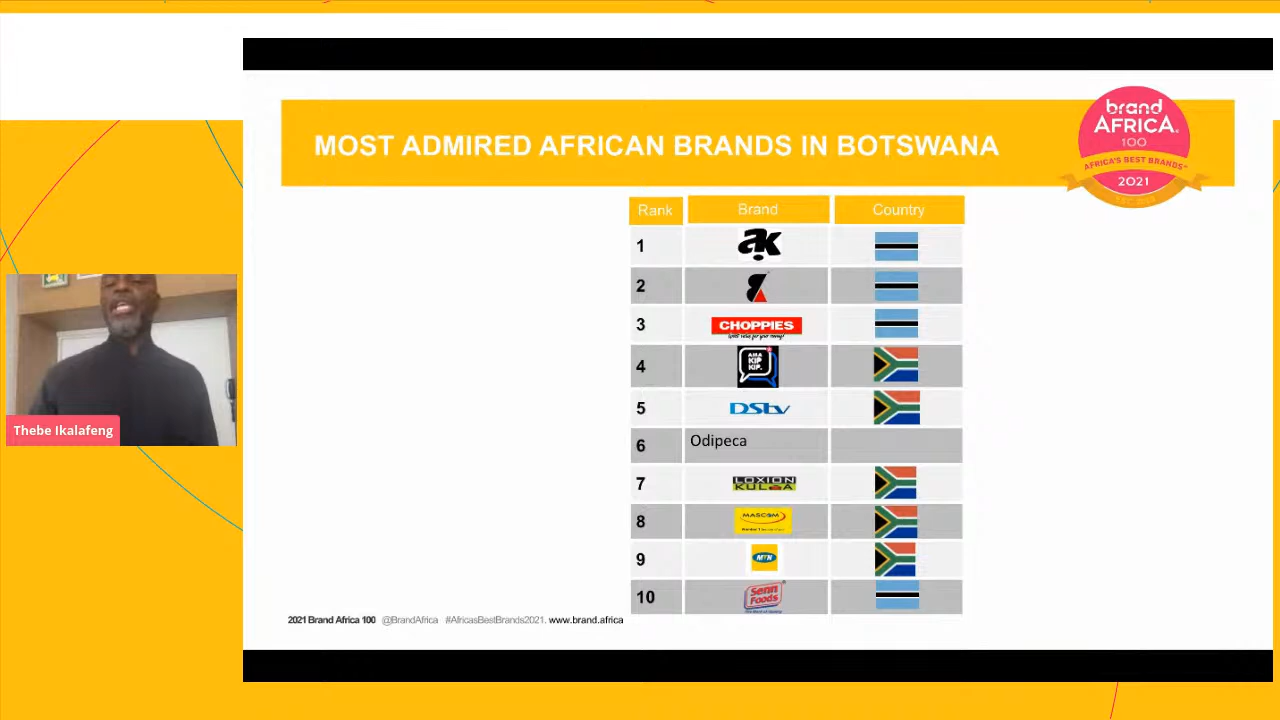 MOST ADMIRED AFRICAN BRANDS IN BOTSWANA
brand
AFRICA.
100
AFRICA'S BEST BRANDS
2021
Rank Brand Country
1 ak
2
3 CHOPPIES
4 AMA KIP KIP.
5 DStv
6 Odipeca
7 LOXION KULCA
8 MASCOM
9 MTN
10 Senn Foods
Thebe Ikalafeng
2021 Brand Africa 100 @BrandAfrica #AfricasBestBrands2021. www.brand.africa